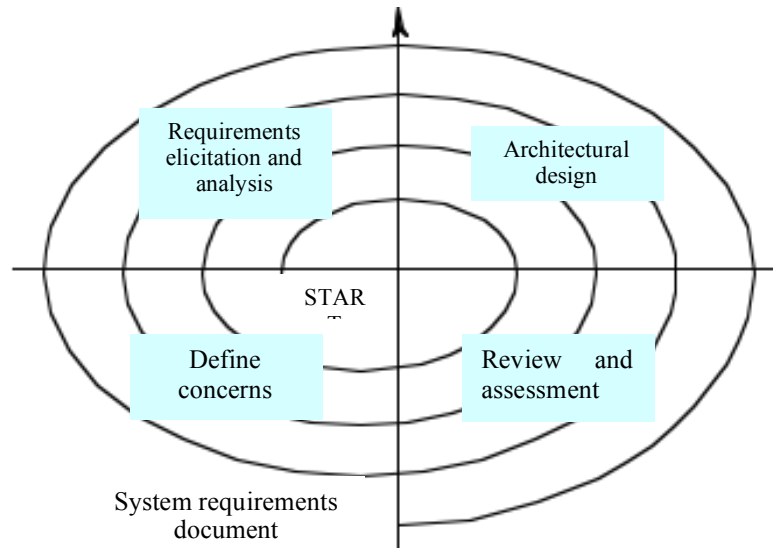 Requirements
elicitation and
analysis
Architectural
design
STAR
T
Define
concerns
Review and
assessment
System requirements
document